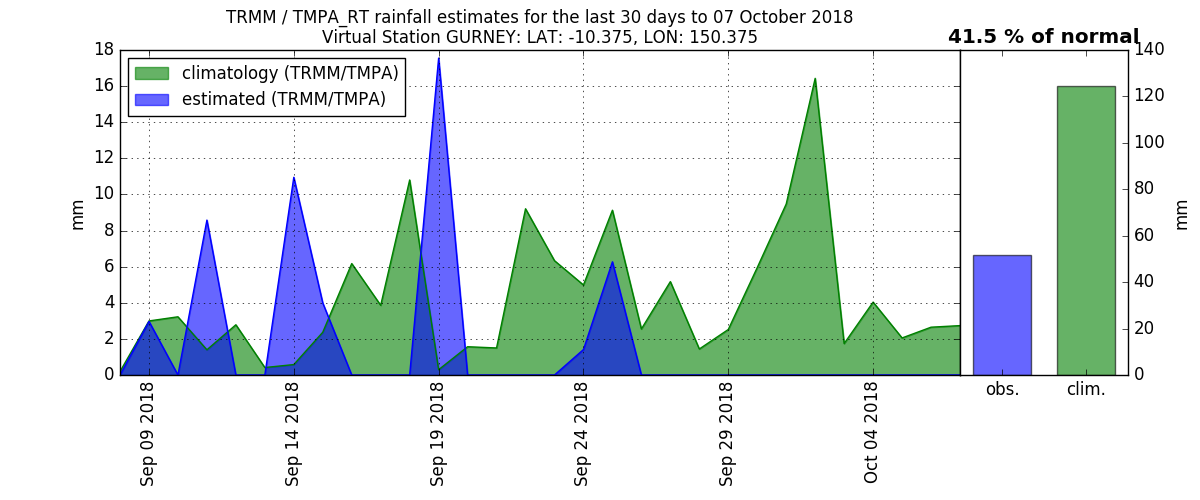 TRMM / TMPA_RT rainfall estimates for the last 30 days to 07 October 2018
Virtual Station GURNEY: LAT: -10.375, LON: 150.375
41.5 % of normal
climatology (TRMM/TMPA)
estimated (TRMM/TMPA)
18
16
14
12
10
8
6
4
2
0
mm
Sep 09 2018
Sep 14 2018
Sep 19 2018
Sep 24 2018
Sep 29 2018
Oct 04 2018
obs.
clim.
140
120
100
80
60
40
20
0
mm